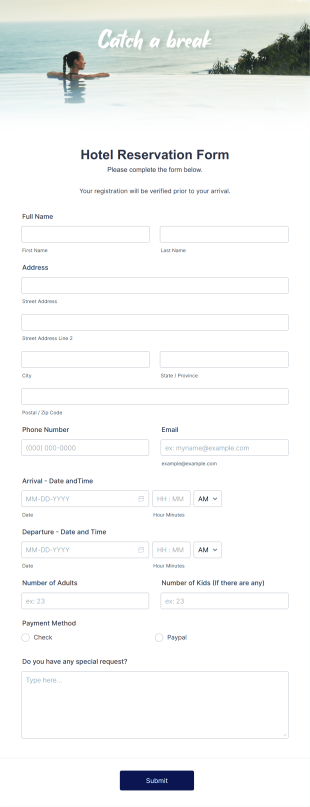 Catch a break
Hotel Reservation Form
Please complete the form below.
Your registration will be verified prior to your arrival.
Full Name
First Name Last Name
Address
Street Address
Street Address Line 2
City State / Province
Postal / Zip Code
Phone Number Email
(000) 000-0000 ex: myname@example.com
example@example.com
Arrival - Date andTime
MM-DD-YYYY HH : MM AM
Date Hour Minutes
Departure - Date and Time
MM-DD-YYYY HH : MM AM
Date Hour Minutes
Number of Adults Number of Kids (If there are any)
ex: 23 ex: 23
Payment Method
Check Paypal
Do you have any special request?
Type here...
Submit